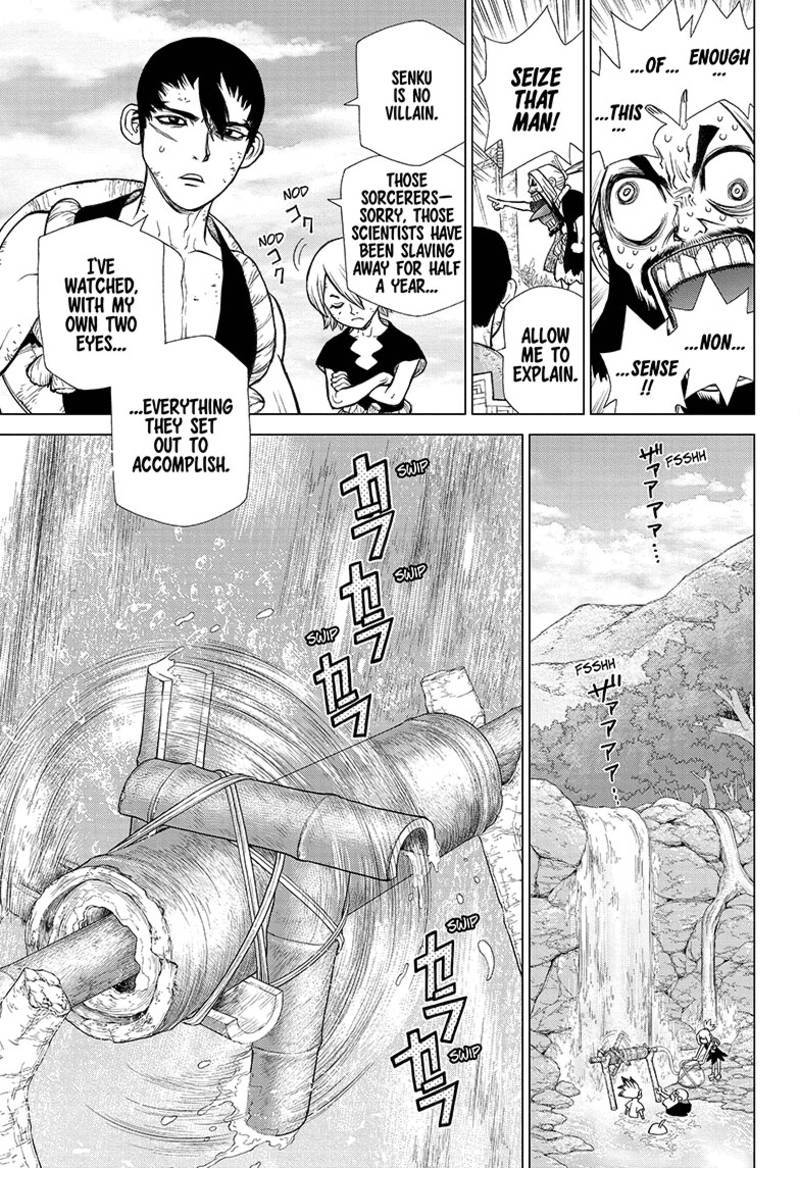 ...ENOUGH
...OF...
...THIS
...NON...
...SENSE
!!
SEIZE
THAT
MAN!
ALLOW
ME TO
EXPLAIN.
SENKU
IS NO
VILLAIN.
THOSE
SORCERERS—
SORRY, THOSE
SCIENTISTS HAVE
BEEN SLAVING
AWAY FOR HALF
A YEAR...
NOD
コク
NOD
コク
I'VE
WATCHED,
WITH MY
OWN TWO
EYES...
...EVERYTHING
THEY SET
OUT TO
ACCOMPLISH.
FSSHH
ザアアアア…
FSSHH
ザアアアア…
SWIP
カラ
SWIP
カラ
SWIP
カラ
SWIP
カラ
SWIP
カラ
SWIP